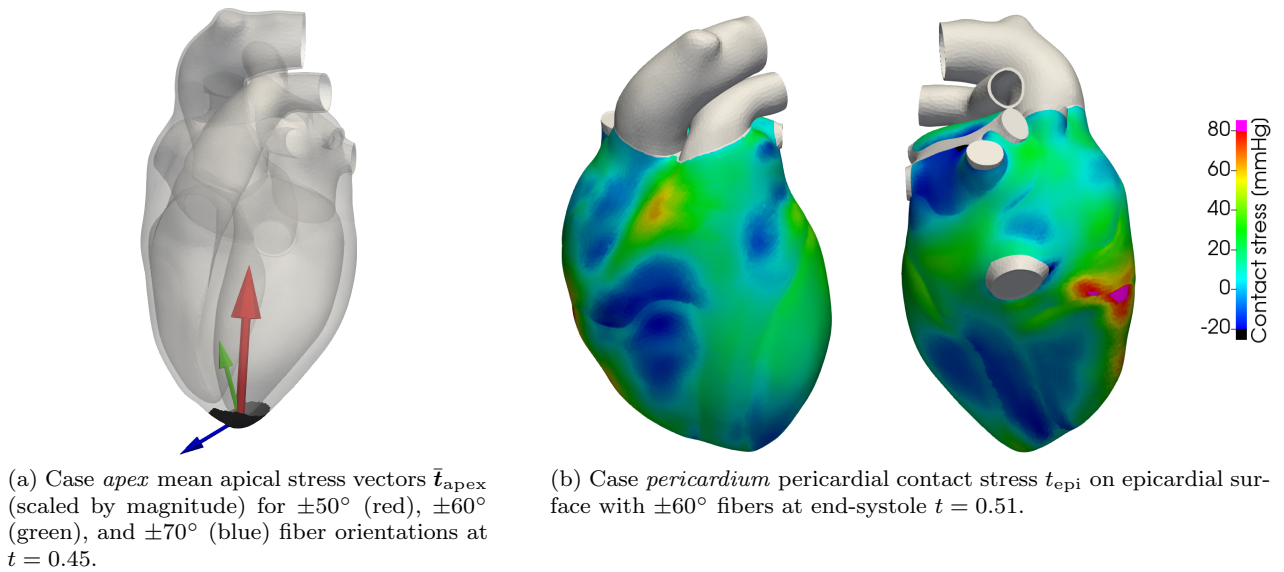 80
60
40
20
0
-20
Contact stress (mmHg)
(a) Case apex mean apical stress vectors t̄apex
(scaled by magnitude) for ±50° (red), ±60°
(green), and ±70° (blue) fiber orientations at
t = 0.45.
(b) Case pericardium pericardial contact stress tepi on epicardial sur-
face with ±60° fibers at end-systole t = 0.51.